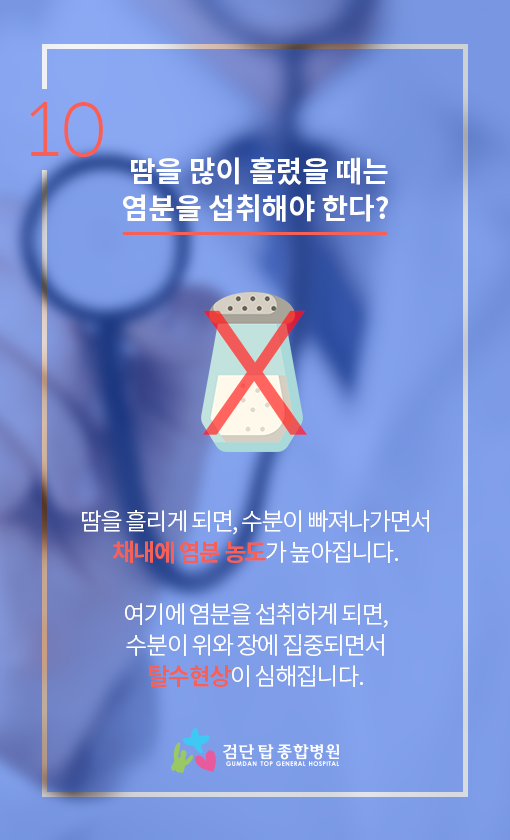 10
땀을 많이 흘렸을 때는
염분을 섭취해야 한다?
땀을 흘리게 되면, 수분이 빠져나가면서
채내에 염분 농도가 높아집니다.
여기에 염분을 섭취하게 되면,
수분이 위와 장에 집중되면서
탈수현상이 심해집니다.
검단 탑 종합병원
GUMDAN TOP GENERAL HOSPITAL